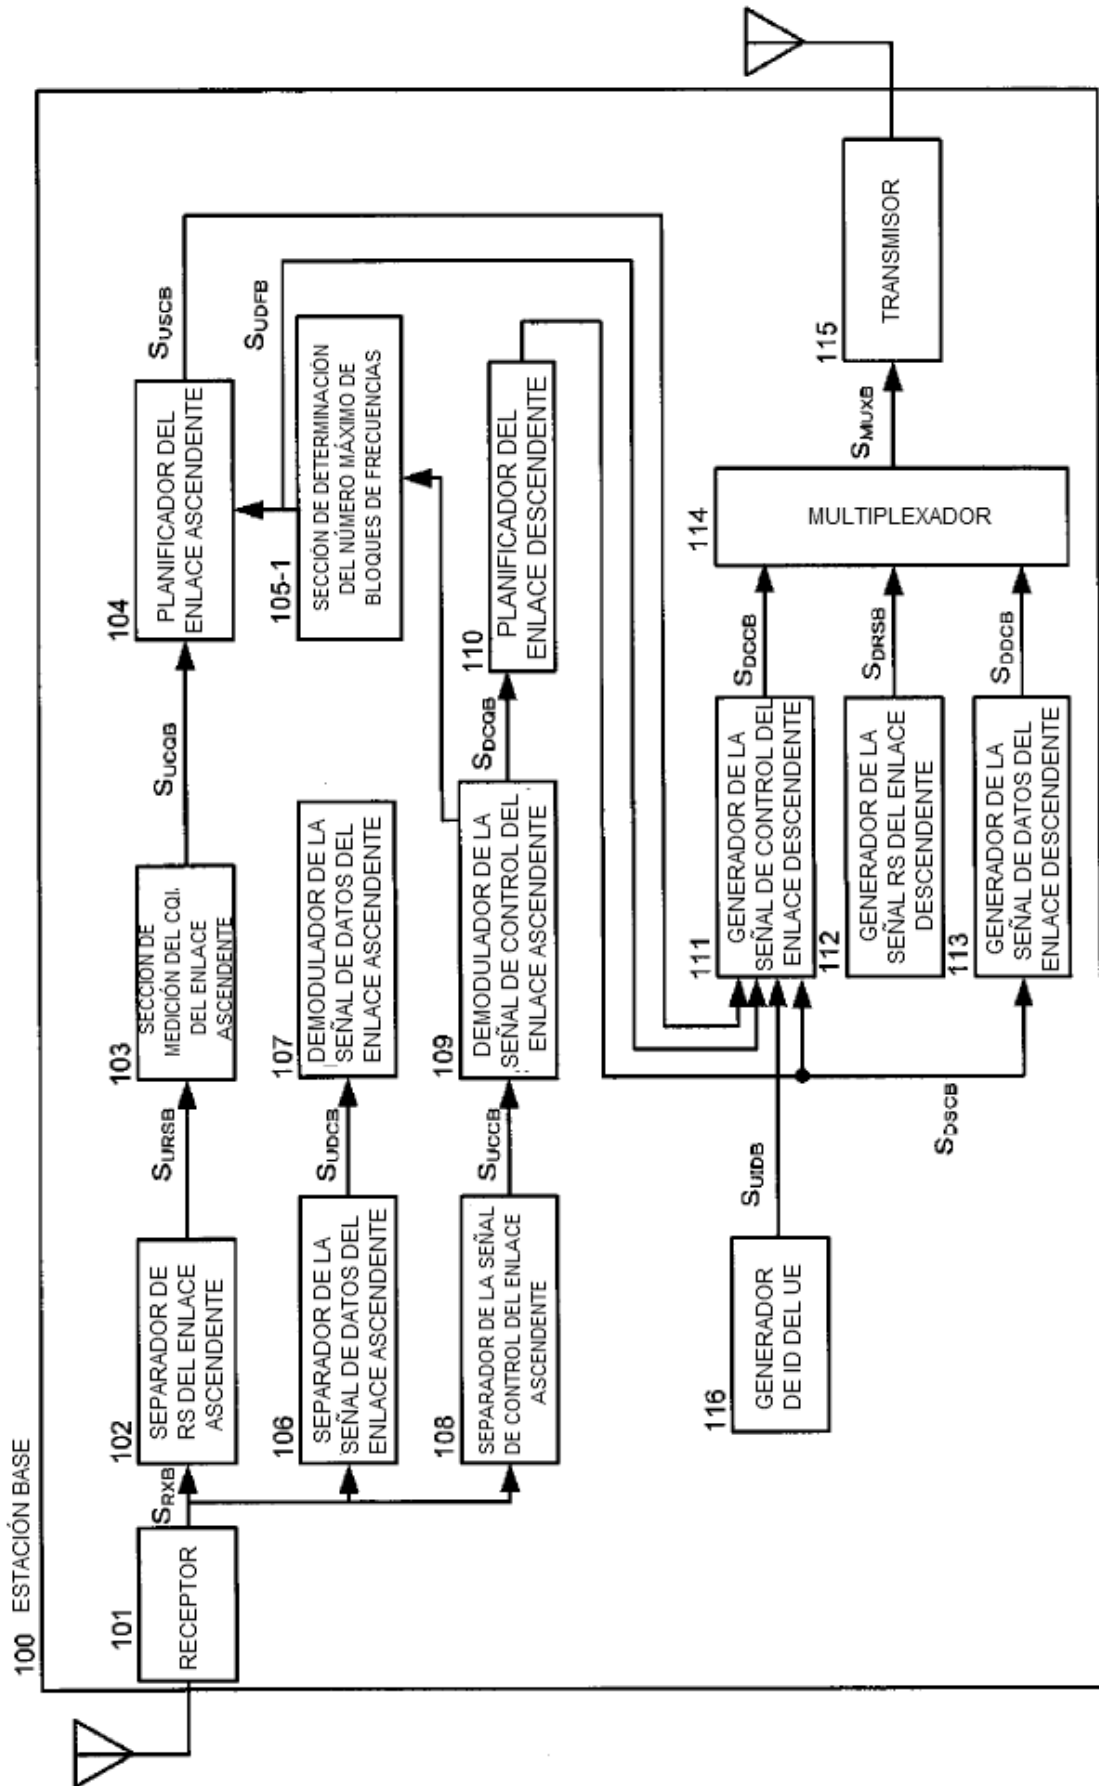 100 ESTACIÓN BASE
101
RECEPTOR
SRXB
102
SEPARADOR DE
RS DEL ENLACE
ASCENDENTE
SURSB
103
SECCIÓN DE
MEDICIÓN DEL CQI.
DEL ENLACE
ASCENDENTE
SUCQB
104
PLANIFICADOR DEL
ENLACE ASCENDENTE
SUSCB
105-1
SECCIÓN DE DETERMINACIÓN
DEL NÚMERO MÁXIMO DE
BLOQUES DE FRECUENCIAS
SUDFB
106
SEPARADOR DE LA
SEÑAL DE DATOS DEL
ENLACE ASCENDENTE
SUDCB
107
DEMODULADOR DE LA
SEÑAL DE DATOS DEL
ENLACE ASCENDENTE
108
SEPARADOR DE LA SEÑAL
DE CONTROL DEL ENLACE
ASCENDENTE
SUCCB
109
DEMODULADOR DE LA
SEÑAL DE CONTROL DEL
ENLACE ASCENDENTE
SDCQB
110
PLANIFICADOR DEL
ENLACE DESCENDENTE
116
GENERADOR
DE ID DEL UE
SUIDB
SDSCB
111
GENERADOR DE LA
SEÑAL DE CONTROL DEL
ENLACE DESCENDENTE
SDCCB
112
GENERADOR DE LA
SEÑAL RS DEL ENLACE
DESCENDENTE
SDRSB
113
GENERADOR DE LA
SEÑAL DE DATOS DEL
ENLACE DESCENDENTE
SDDCB
114
MULTIPLEXADOR
SMUXB
115
TRANSMISOR